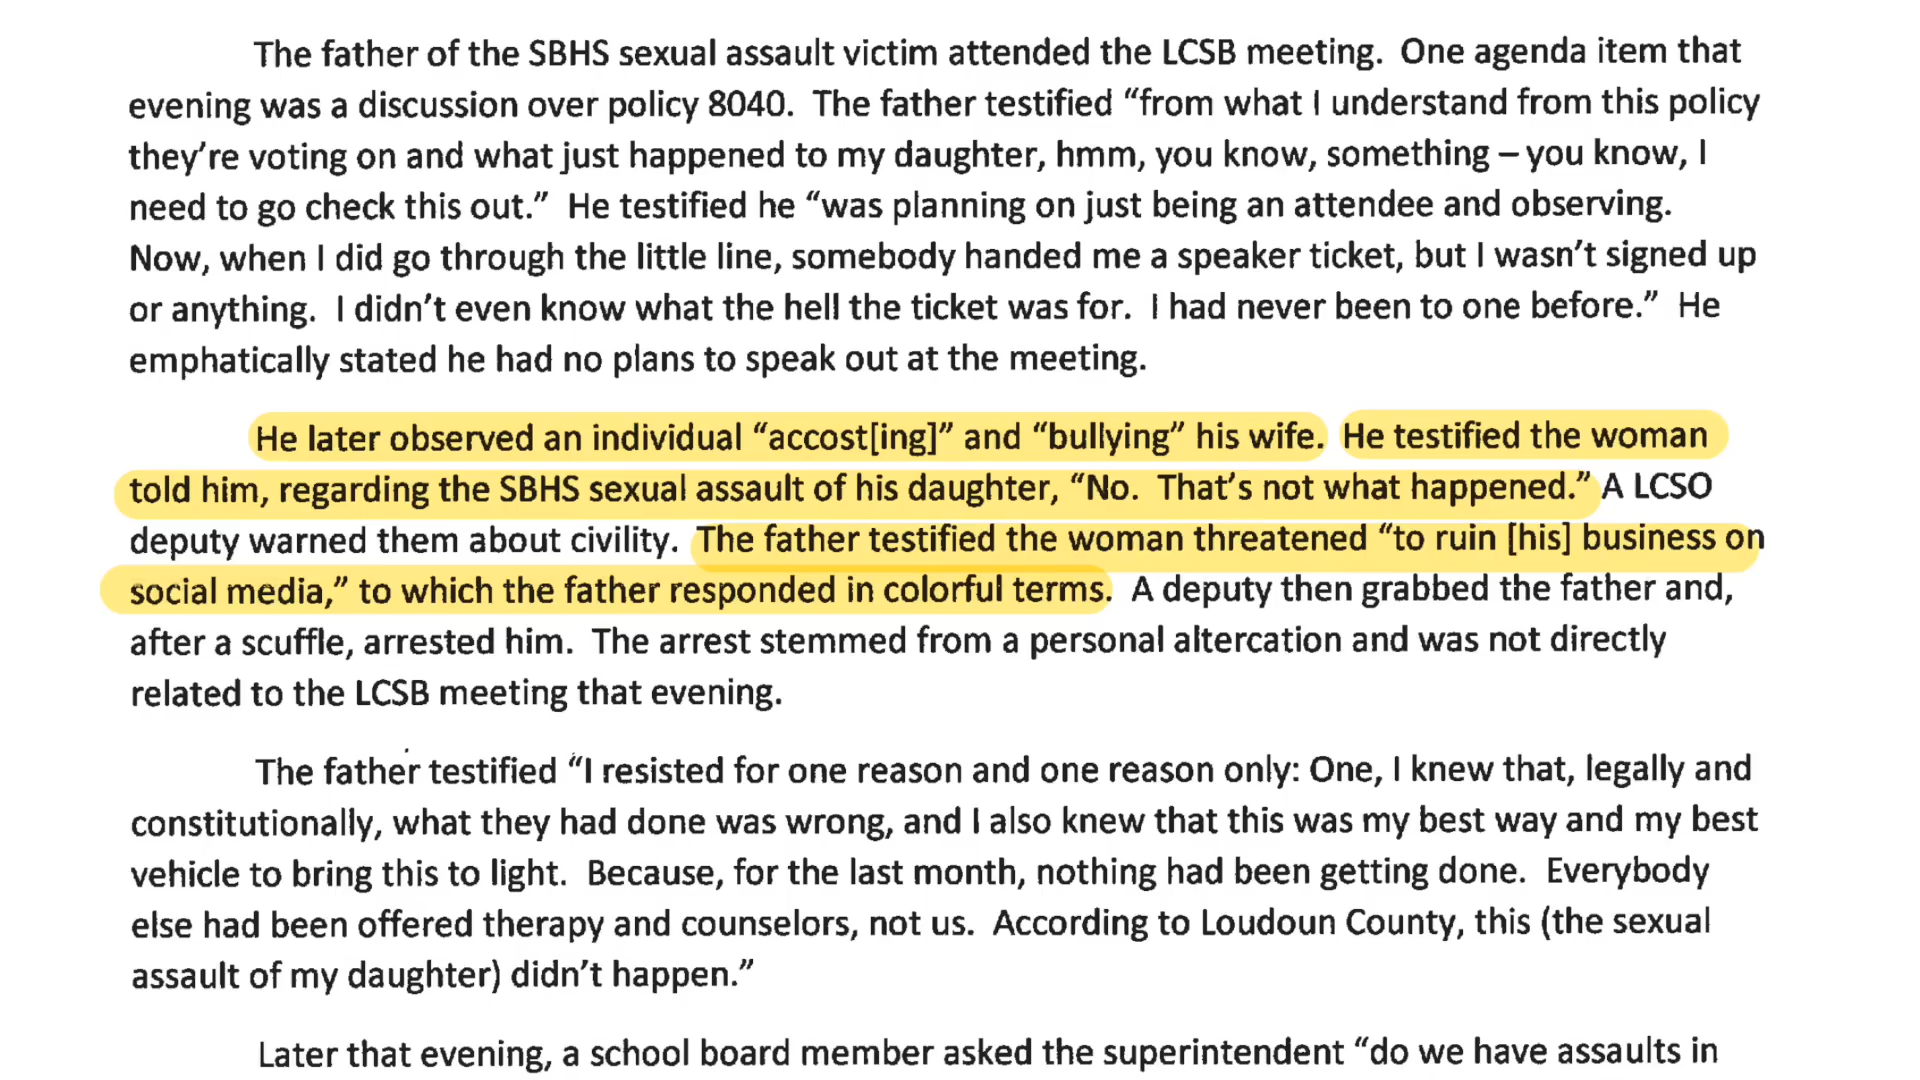 The father of the SBHS sexual assault victim attended the LCSB meeting. One agenda item that
evening was a discussion over policy 8040. The father testified “from what I understand from this policy
they’re voting on and what just happened to my daughter, hmm, you know, something – you know, I
need to go check this out.” He testified he “was planning on just being an attendee and observing.
Now, when I did go through the little line, somebody handed me a speaker ticket, but I wasn’t signed up
or anything. I didn’t even know what the hell the ticket was for. I had never been to one before.” He
emphatically stated he had no plans to speak out at the meeting.
He later observed an individual “accost[ing]” and “bullying” his wife. He testified the woman
told him, regarding the SBHS sexual assault of his daughter, “No. That’s not what happened.” A LCSO
deputy warned them about civility. The father testified the woman threatened “to ruin [his] business on
social media,” to which the father responded in colorful terms. A deputy then grabbed the father and,
after a scuffle, arrested him. The arrest stemmed from a personal altercation and was not directly
related to the LCSB meeting that evening.
The father testified “I resisted for one reason and one reason only: One, I knew that, legally and
constitutionally, what they had done was wrong, and I also knew that this was my best way and my best
vehicle to bring this to light. Because, for the last month, nothing had been getting done. Everybody
else had been offered therapy and counselors, not us. According to Loudoun County, this (the sexual
assault of my daughter) didn’t happen.”
Later that evening, a school board member asked the superintendent “do we have assaults in